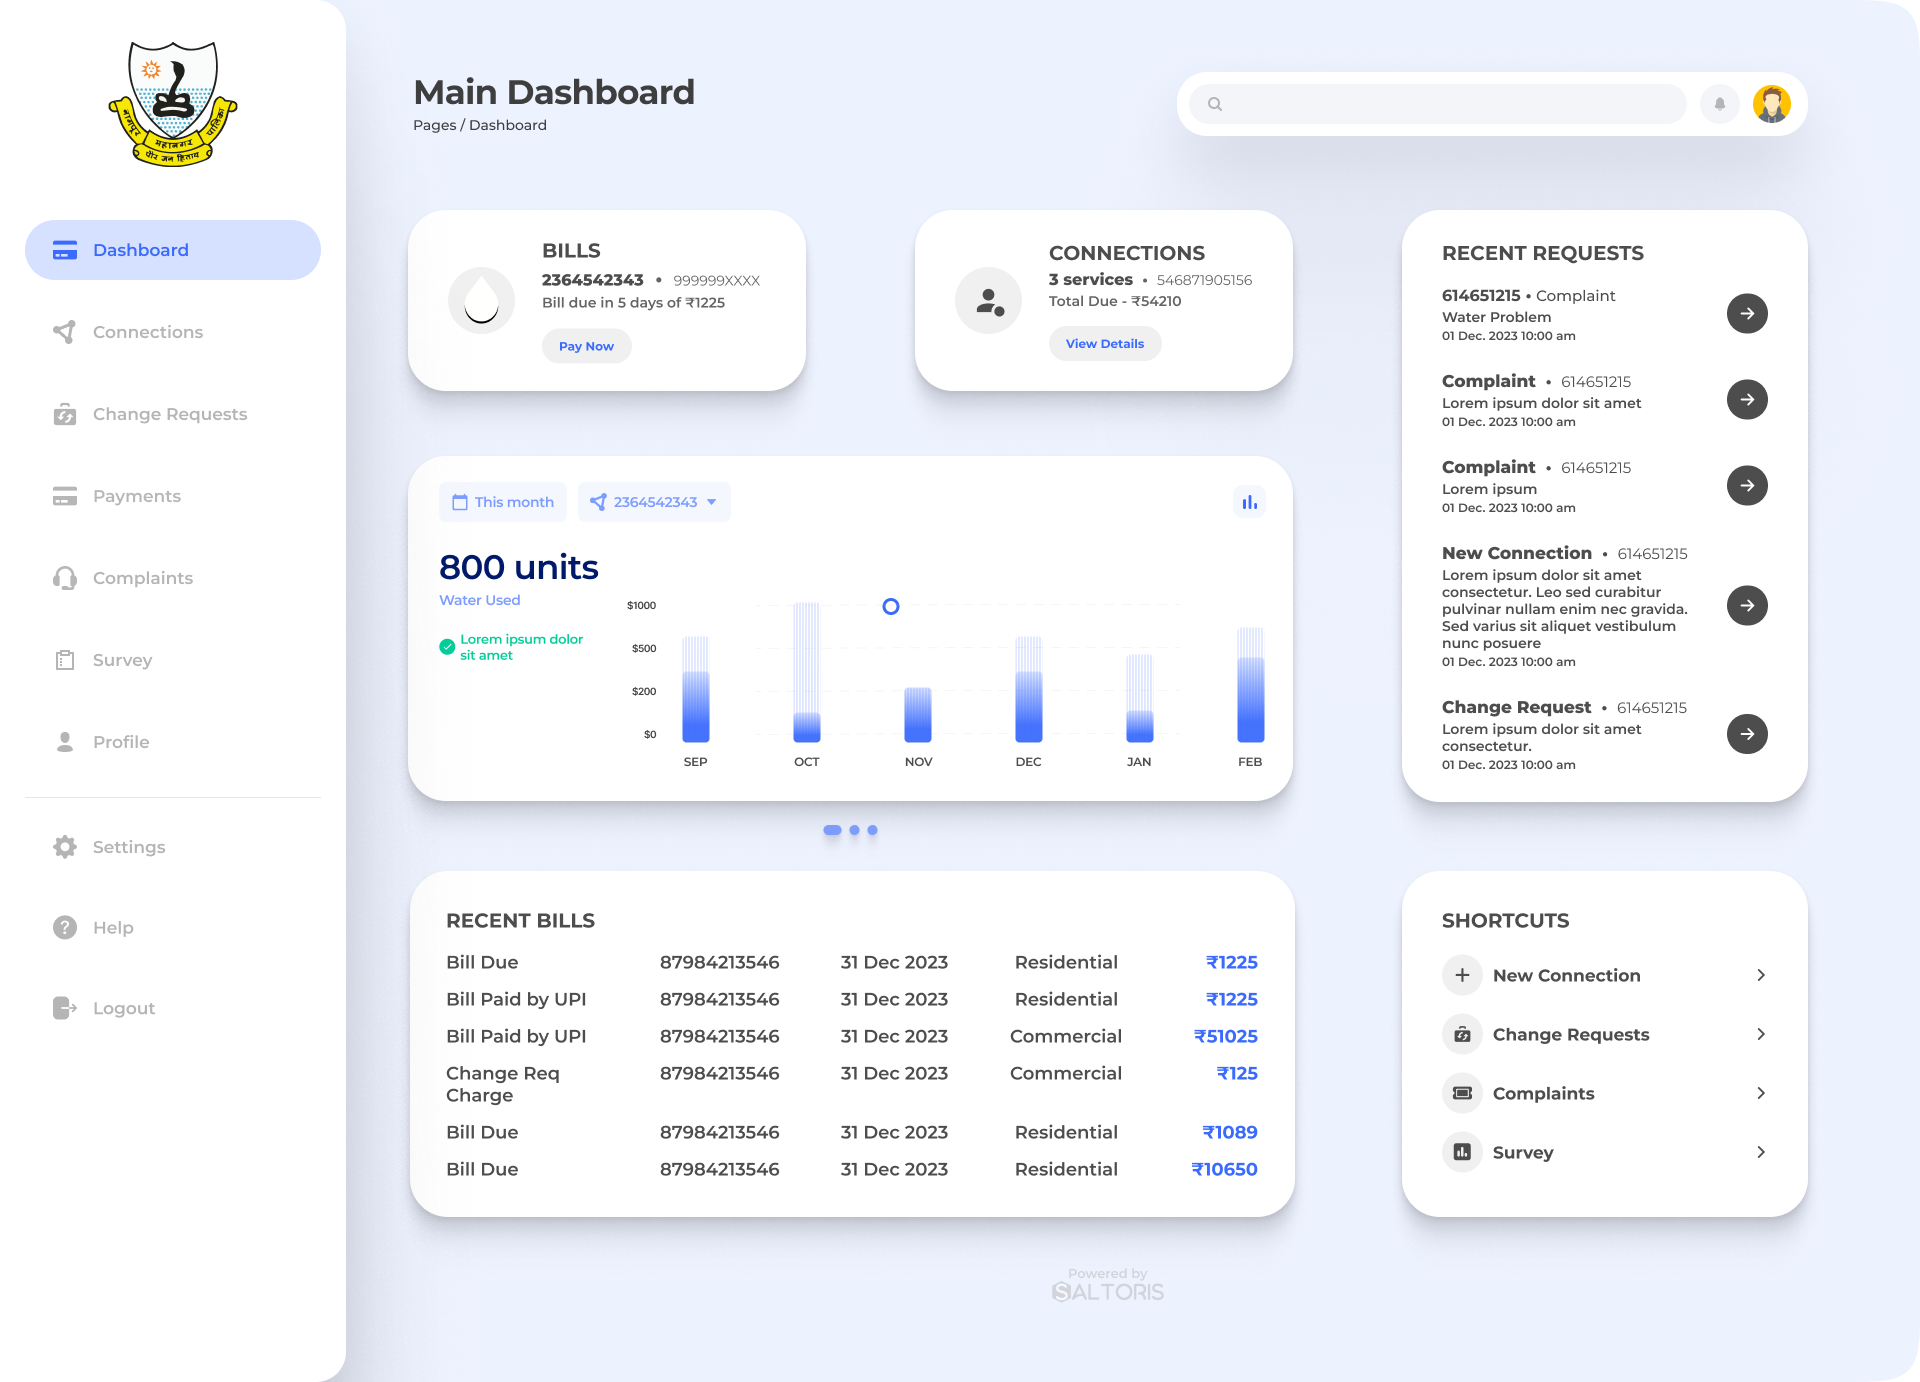 नागपूर
महानगर
पालिका
पौर जन हिताय
Dashboard
Connections
Change Requests
Payments
Complaints
Survey
Profile
Settings
Help
Logout
Main Dashboard
Pages / Dashboard
BILLS
2364542343 • 999999XXXX
Bill due in 5 days of ₹1225
Pay Now
CONNECTIONS
3 services • 546871905156
Total Due - ₹54210
View Details
This month
2364542343
800 units
Water Used
Lorem ipsum dolor
sit amet
$1000
$500
$200
$0
SEP OCT NOV DEC JAN FEB
RECENT REQUESTS
614651215 • Complaint
Water Problem
01 Dec. 2023 10:00 am
Complaint • 614651215
Lorem ipsum dolor sit amet
01 Dec. 2023 10:00 am
Complaint • 614651215
Lorem ipsum
01 Dec. 2023 10:00 am
New Connection • 614651215
Lorem ipsum dolor sit amet
consectetur. Leo sed curabitur
pulvinar nullam enim nec gravida.
Sed varius sit aliquet vestibulum
nunc posuere
01 Dec. 2023 10:00 am
Change Request • 614651215
Lorem ipsum dolor sit amet
consectetur.
01 Dec. 2023 10:00 am
RECENT BILLS
Bill Due 87984213546 31 Dec 2023 Residential ₹1225
Bill Paid by UPI 87984213546 31 Dec 2023 Residential ₹1225
Bill Paid by UPI 87984213546 31 Dec 2023 Commercial ₹51025
Change Req 87984213546 31 Dec 2023 Commercial ₹125
Charge
Bill Due 87984213546 31 Dec 2023 Residential ₹1089
Bill Due 87984213546 31 Dec 2023 Residential ₹10650
SHORTCUTS
New Connection
Change Requests
Complaints
Survey
Powered by
SALTORIS